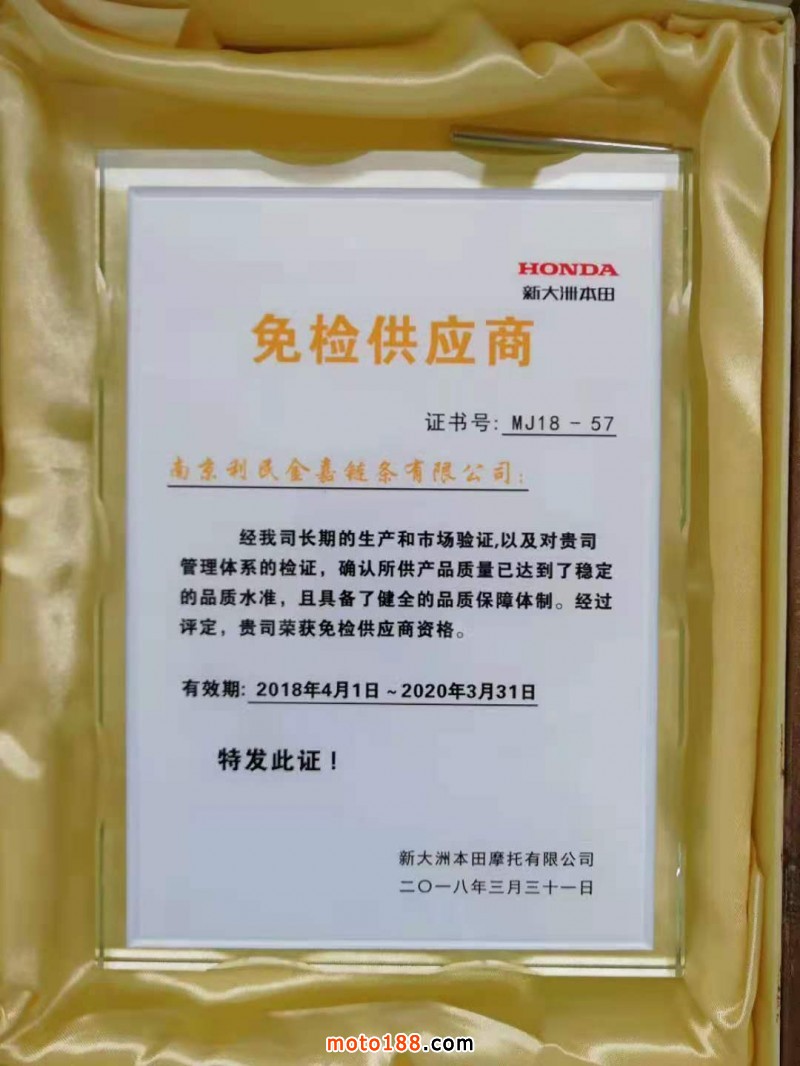 HONDA
新大洲本田
免检供应商
证书号: MJ18 - 57
南京利民金嘉链条有限公司:
经我司长期的生产和市场验证,以及对贵司
管理体系的检证，确认所供产品质量已达到了稳定
的品质水准，且具备了健全的品质保障体制。经过
评定，贵司荣获免检供应商资格。
有效期: 2018年4月1日 ~ 2020年3月31日
特发此证！
新大洲本田摩托有限公司
二〇一八年三月三十一日
moto188.com